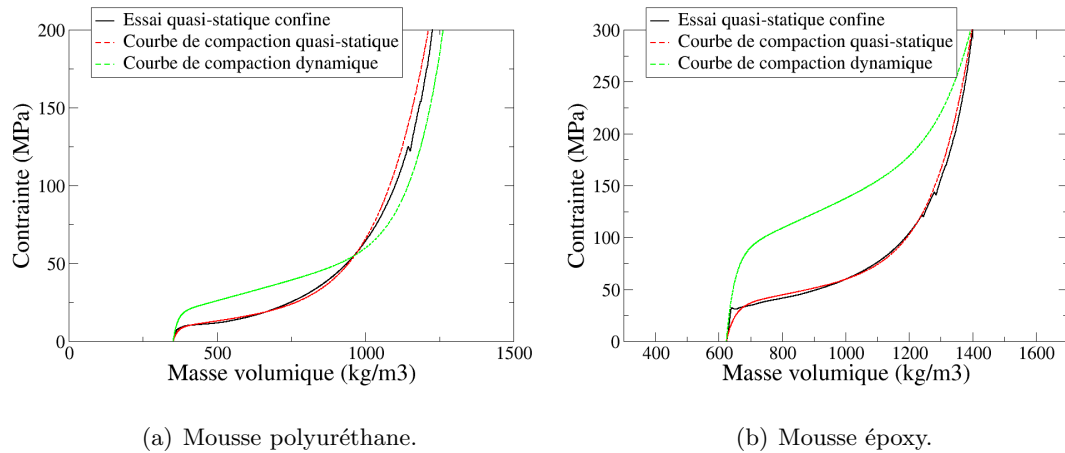 Essai quasi-statique confine
Courbe de compaction quasi-statique
Courbe de compaction dynamique
200
150
100
50
0
Contrainte (MPa)
0
500
1000
1500
Masse volumique (kg/m3)
(a) Mousse polyuréthane.
Essai quasi-statique confine
Courbe de compaction quasi-statique
Courbe de compaction dynamique
300
250
200
150
100
50
0
Contrainte (MPa)
400
600
800
1000
1200
1400
1600
Masse volumique (kg/m3)
(b) Mousse époxy.